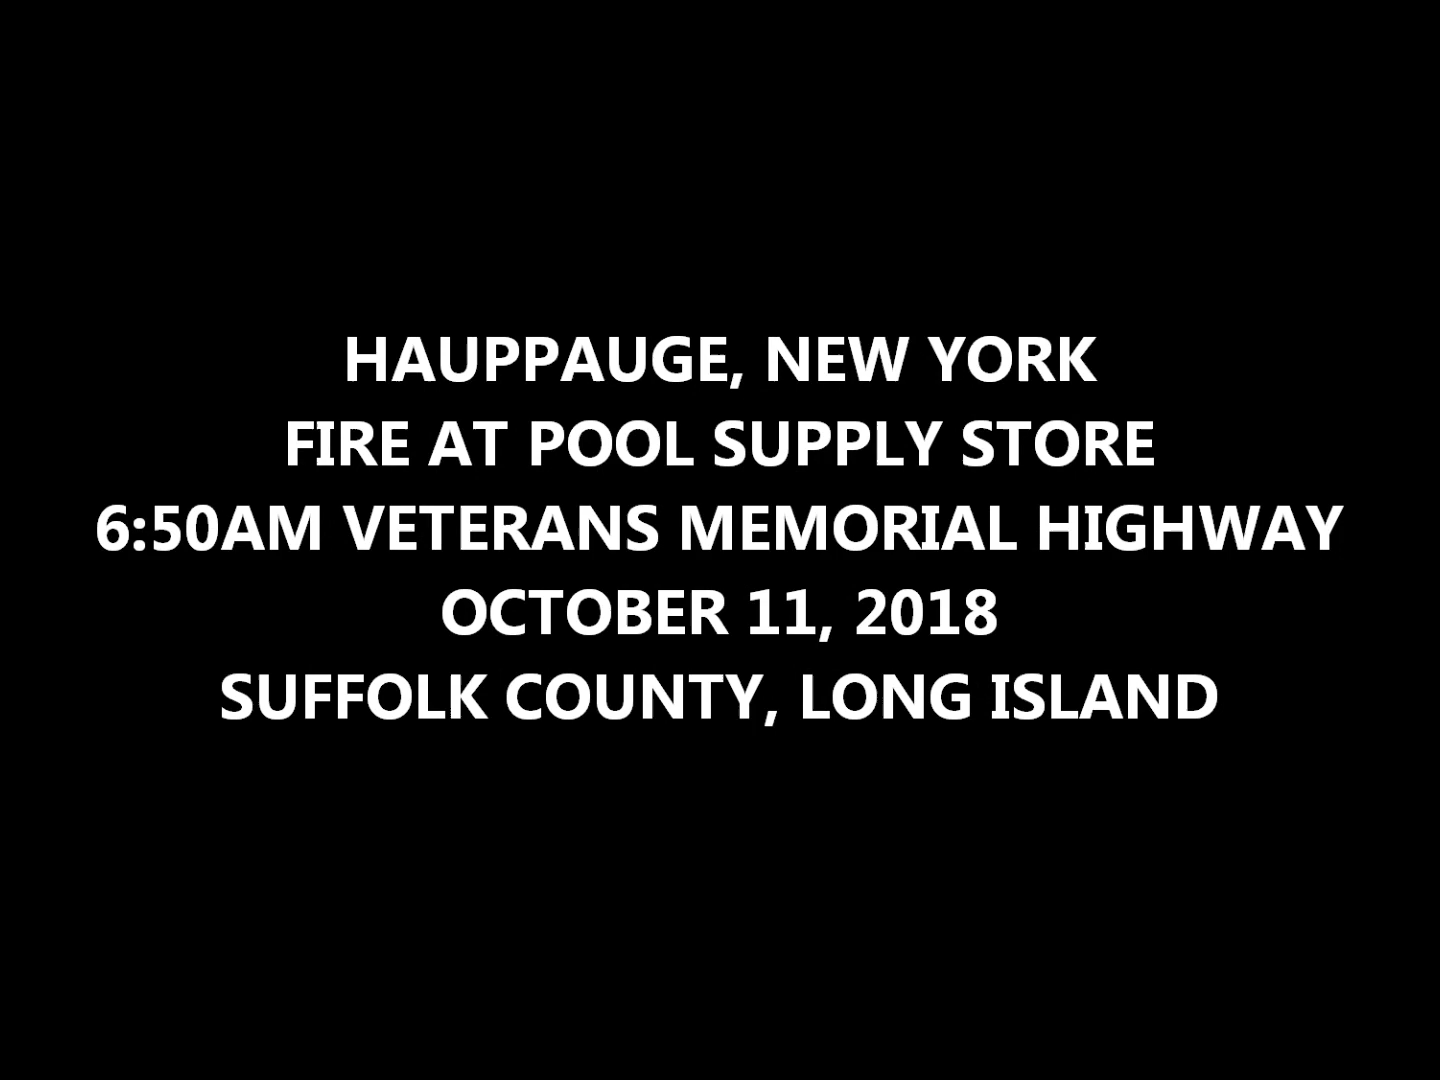 HAUPPAUGE, NEW YORK
FIRE AT POOL SUPPLY STORE
6:50AM VETERANS MEMORIAL HIGHWAY
OCTOBER 11, 2018
SUFFOLK COUNTY, LONG ISLAND